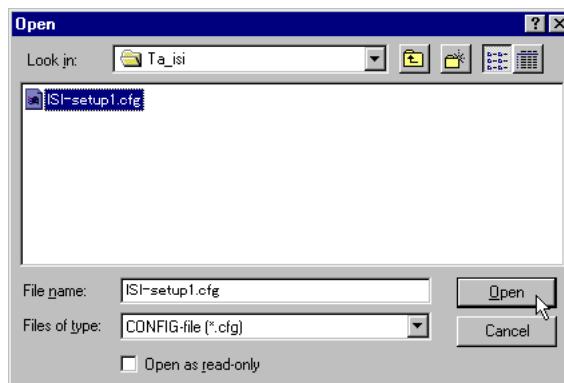 Open
Look in: Ta_isi
ISI-setup1.cfg
File name: ISI-setup1.cfg Open
Files of type: CONFIG-file (*.cfg) Cancel
Open as read-only